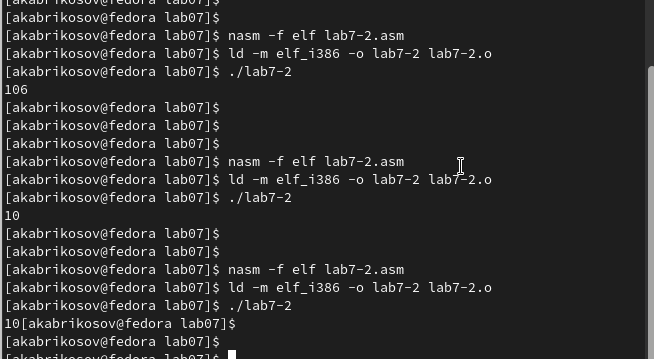 [akabrikosov@fedora lab07]$
[akabrikosov@fedora lab07]$
[akabrikosov@fedora lab07]$ nasm -f elf lab7-2.asm
[akabrikosov@fedora lab07]$ ld -m elf_i386 -o lab7-2 lab7-2.o
[akabrikosov@fedora lab07]$ ./lab7-2
106
[akabrikosov@fedora lab07]$
[akabrikosov@fedora lab07]$
[akabrikosov@fedora lab07]$
[akabrikosov@fedora lab07]$ nasm -f elf lab7-2.asm
[akabrikosov@fedora lab07]$ ld -m elf_i386 -o lab7-2 lab7-2.o
[akabrikosov@fedora lab07]$ ./lab7-2
10
[akabrikosov@fedora lab07]$
[akabrikosov@fedora lab07]$
[akabrikosov@fedora lab07]$ nasm -f elf lab7-2.asm
[akabrikosov@fedora lab07]$ ld -m elf_i386 -o lab7-2 lab7-2.o
[akabrikosov@fedora lab07]$ ./lab7-2
10[akabrikosov@fedora lab07]$
[akabrikosov@fedora lab07]$
[akabrikosov@fedora lab07]$